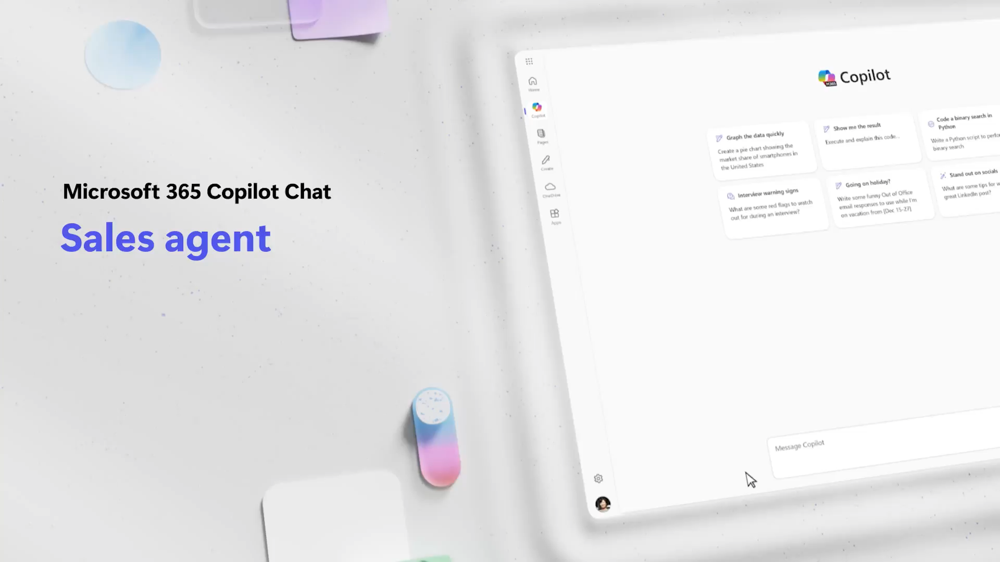 Microsoft 365 Copilot Chat
Sales agent
Home
Copilot
Pages
Create
OneDrive
Apps
M365
Copilot
Graph the data quickly
Create a pie chart showing the
market share of smartphones in
the United States
Show me the result
Execute and explain this code...
Code a binary search in
Python
Write a Python script to perfo
binary search
Interview warning signs
What are some red flags to watch
out for during an interview?
Going on holiday?
Write some funny Out of Office
email responses to use while I'm
on vacation from [Dec 15-27]
Stand out on socials
What are some tips for w
great LinkedIn post?
Message Copilot